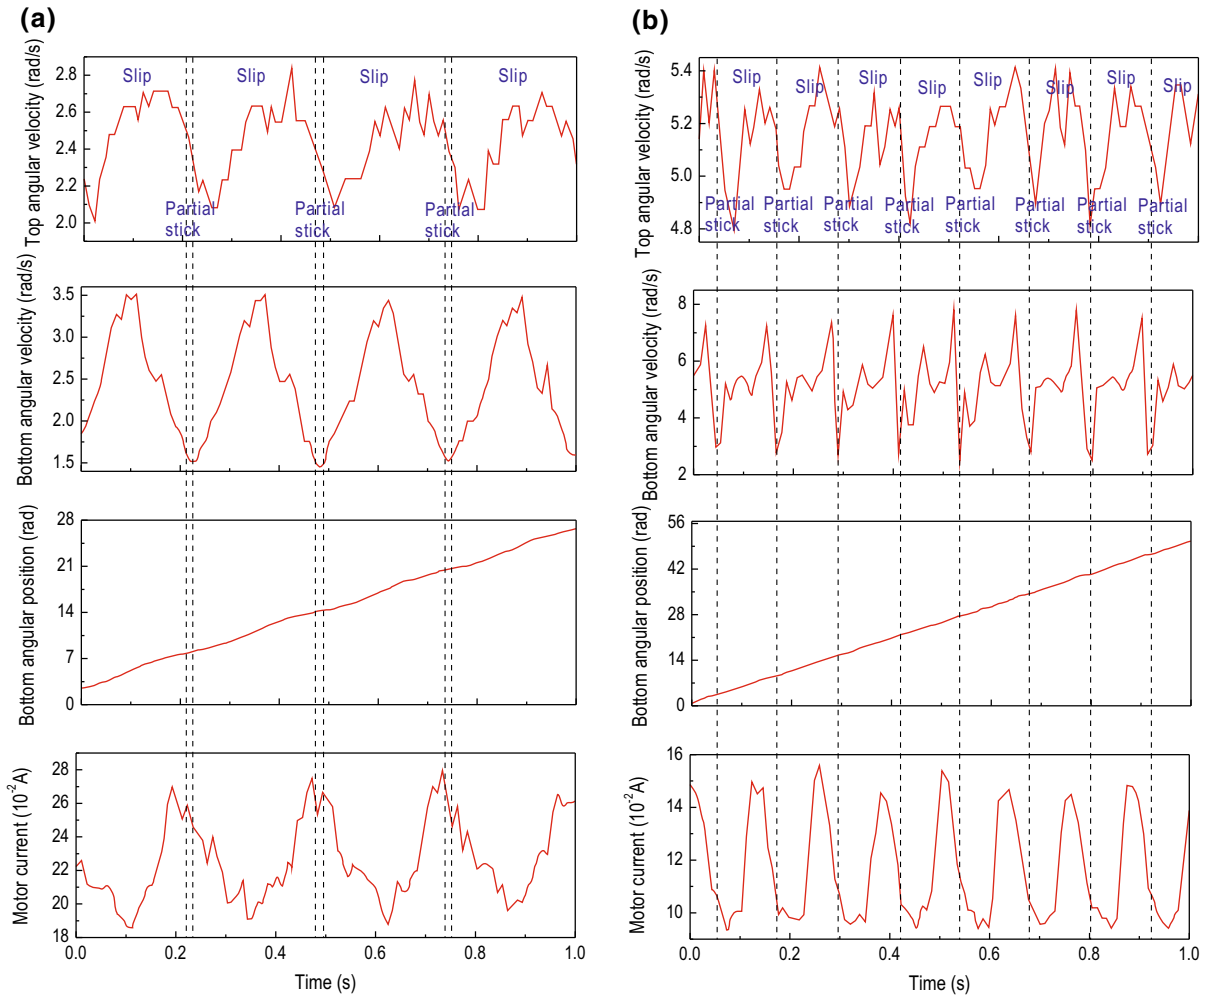 (a)
Top angular velocity (rad/s)
2.8
2.6
2.4
2.2
2.0
Slip
Slip
Slip
Slip
Partial
stick
Partial
stick
Partial
stick
Bottom angular velocity (rad/s)
3.5
3.0
2.5
2.0
1.5
Bottom angular position (rad)
28
21
14
7
0
Motor current (10⁻²A)
28
26
24
22
20
19
18
0.0
0.2
0.4
0.6
0.8
1.0
Time (s)
(b)
Top angular velocity (rad/s)
5.4
5.2
5.0
4.8
Slip
Slip
Slip
Slip
Slip
Slip
Slip
Slip
Partial
stick
Partial
stick
Partial
stick
Partial
stick
Partial
stick
Partial
stick
Partial
stick
Partial
stick
Bottom angular velocity (rad/s)
8
6
4
2
Bottom angular position (rad)
56
42
28
14
0
Motor current (10⁻²A)
16
14
12
10
0.0
0.2
0.4
0.6
0.8
1.0
Time (s)